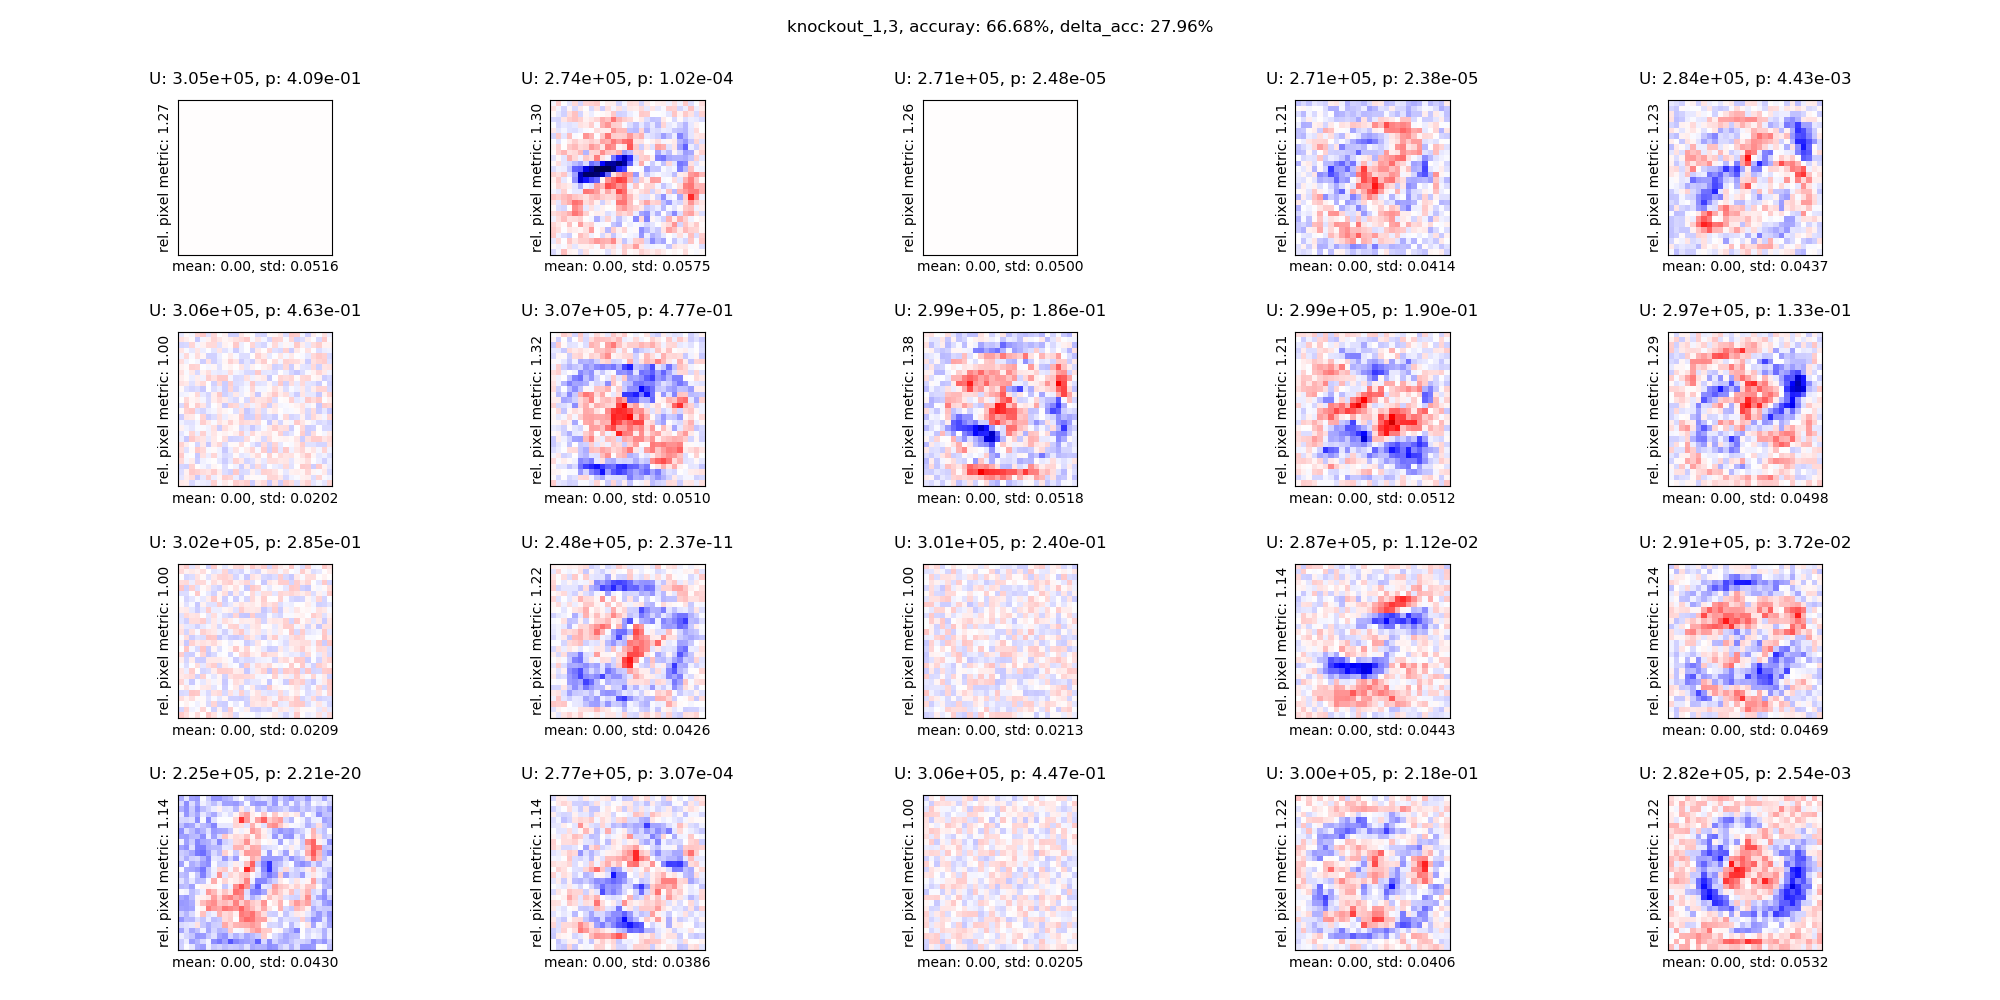 knockout_1,3, accuray: 66.68%, delta_acc: 27.96%
U: 3.05e+05, p: 4.09e-01
rel. pixel metric: 1.27
mean: 0.00, std: 0.0516
U: 2.74e+05, p: 1.02e-04
rel. pixel metric: 1.30
mean: 0.00, std: 0.0575
U: 2.71e+05, p: 2.48e-05
rel. pixel metric: 1.26
mean: 0.00, std: 0.0500
U: 2.71e+05, p: 2.38e-05
rel. pixel metric: 1.21
mean: 0.00, std: 0.0414
U: 2.84e+05, p: 4.43e-03
rel. pixel metric: 1.23
mean: 0.00, std: 0.0437
U: 3.06e+05, p: 4.63e-01
rel. pixel metric: 1.00
mean: 0.00, std: 0.0202
U: 3.07e+05, p: 4.77e-01
rel. pixel metric: 1.32
mean: 0.00, std: 0.0510
U: 2.99e+05, p: 1.86e-01
rel. pixel metric: 1.38
mean: 0.00, std: 0.0518
U: 2.99e+05, p: 1.90e-01
rel. pixel metric: 1.21
mean: 0.00, std: 0.0512
U: 2.97e+05, p: 1.33e-01
rel. pixel metric: 1.29
mean: 0.00, std: 0.0498
U: 3.02e+05, p: 2.85e-01
rel. pixel metric: 1.00
mean: 0.00, std: 0.0209
U: 2.48e+05, p: 2.37e-11
rel. pixel metric: 1.22
mean: 0.00, std: 0.0426
U: 3.01e+05, p: 2.40e-01
rel. pixel metric: 1.00
mean: 0.00, std: 0.0213
U: 2.87e+05, p: 1.12e-02
rel. pixel metric: 1.14
mean: 0.00, std: 0.0443
U: 2.91e+05, p: 3.72e-02
rel. pixel metric: 1.24
mean: 0.00, std: 0.0469
U: 2.25e+05, p: 2.21e-20
rel. pixel metric: 1.14
mean: 0.00, std: 0.0430
U: 2.77e+05, p: 3.07e-04
rel. pixel metric: 1.14
mean: 0.00, std: 0.0386
U: 3.06e+05, p: 4.47e-01
rel. pixel metric: 1.00
mean: 0.00, std: 0.0205
U: 3.00e+05, p: 2.18e-01
rel. pixel metric: 1.22
mean: 0.00, std: 0.0406
U: 2.82e+05, p: 2.54e-03
rel. pixel metric: 1.22
mean: 0.00, std: 0.0532